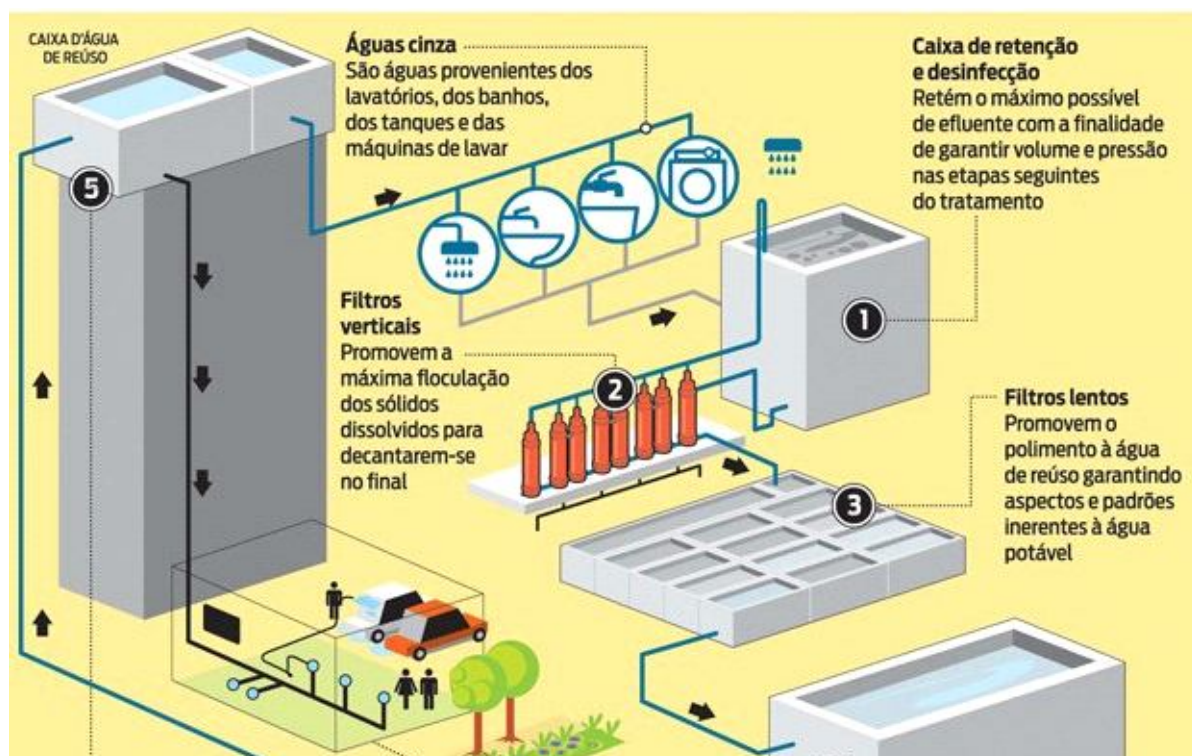 CAIXA D'ÁGUA
DE REÚSO
Águas cinza
São águas provenientes dos
lavatórios, dos banhos,
dos tanques e das
máquinas de lavar
Caixa de retenção
e desinfecção
Retém o máximo possível
de efluente com a finalidade
de garantir volume e pressão
nas etapas seguintes
do tratamento
5
1
Filtros
verticais
Promovem a
máxima floculação
dos sólidos
dissolvidos para
decantarem-se
no final
2
Filtros lentos
Promovem o
polimento à água
de reúso garantindo
aspectos e padrões
inerentes à água
potável
3